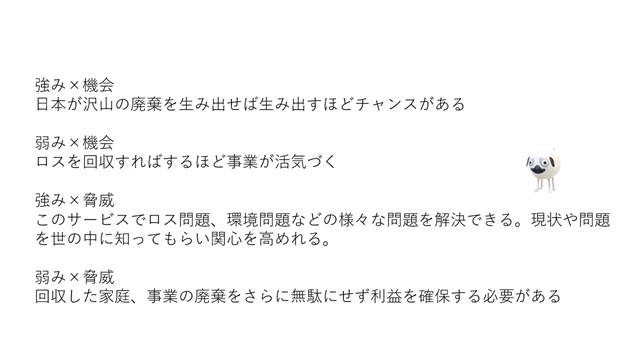 強み×機会
日本が沢山の廃棄を生み出せば生み出すほどチャンスがある
弱み×機会
ロスを回収すればするほど事業が活気づく
強み×脅威
このサービスでロス問題、環境問題などの様々な問題を解決できる。現状や問題
を世の中に知ってもらい関心を高めれる。
弱み×脅威
回収した家庭、事業の廃棄をさらに無駄にせず利益を確保する必要がある